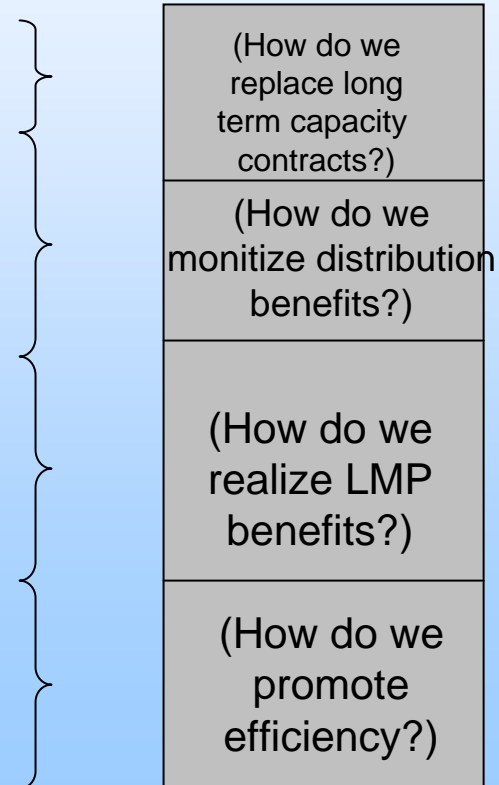 (How do we
replace long
term capacity
contracts?)
(How do we
monitize distribution
benefits?)
(How do we
realize LMP
benefits?)
(How do we
promote
efficiency?)